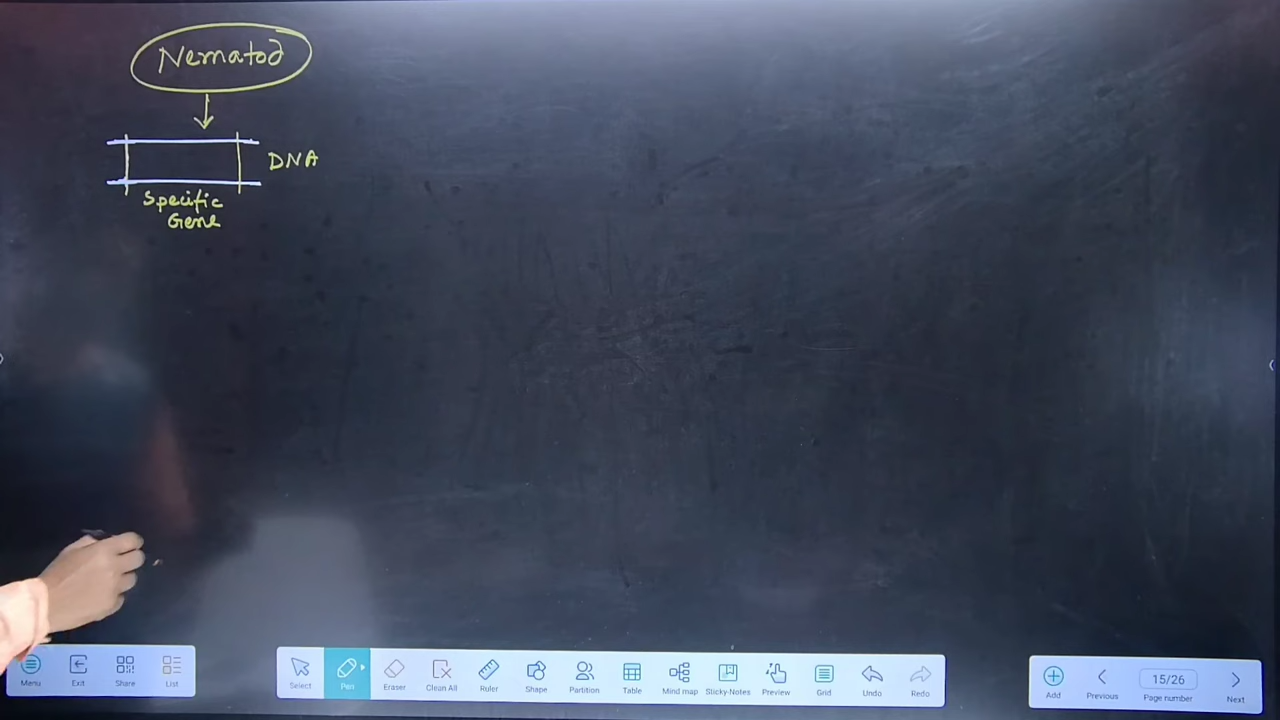 Nematod
DNA
Specific
Gene
Menu
Exit
Share
List
Select
Pen
Eraser
Clean All
Ruler
Shape
Partition
Table
Mind map
Sticky-Notes
Preview
Grid
Undo
Redo
Add
Previous
15/26
Page number
Next